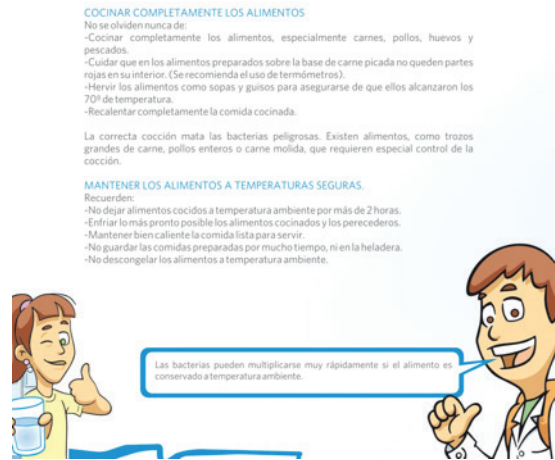 COCINAR COMPLETAMENTE LOS ALIMENTOS
No se olviden nunca de:
-Cocinar completamente los alimentos, especialmente carnes, pollos, huevos y
pescados.
-Cuidar que en los alimentos preparados sobre la base de carne picada no queden partes
rojas en su interior. (Se recomienda el uso de termómetros).
-Hervir los alimentos como sopas y guisos para asegurarse de que ellos alcanzaron los
70º de temperatura.
-Recalentar completamente la comida cocinada.
La correcta cocción mata las bacterias peligrosas. Existen alimentos, como trozos
grandes de carne, pollos enteros o carne molida, que requieren especial control de la
cocción.
MANTENER LOS ALIMENTOS A TEMPERATURAS SEGURAS.
Recuerden:
-No dejar alimentos cocidos a temperatura ambiente por más de 2 horas.
-Enfriar lo más pronto posible los alimentos cocinados y los perecederos.
-Mantener bien caliente la comida lista para servir.
-No guardar las comidas preparadas por mucho tiempo, ni en la heladera.
-No descongelar los alimentos a temperatura ambiente.
Las bacterias pueden multiplicarse muy rápidamente si el alimento es
conservado a temperatura ambiente.